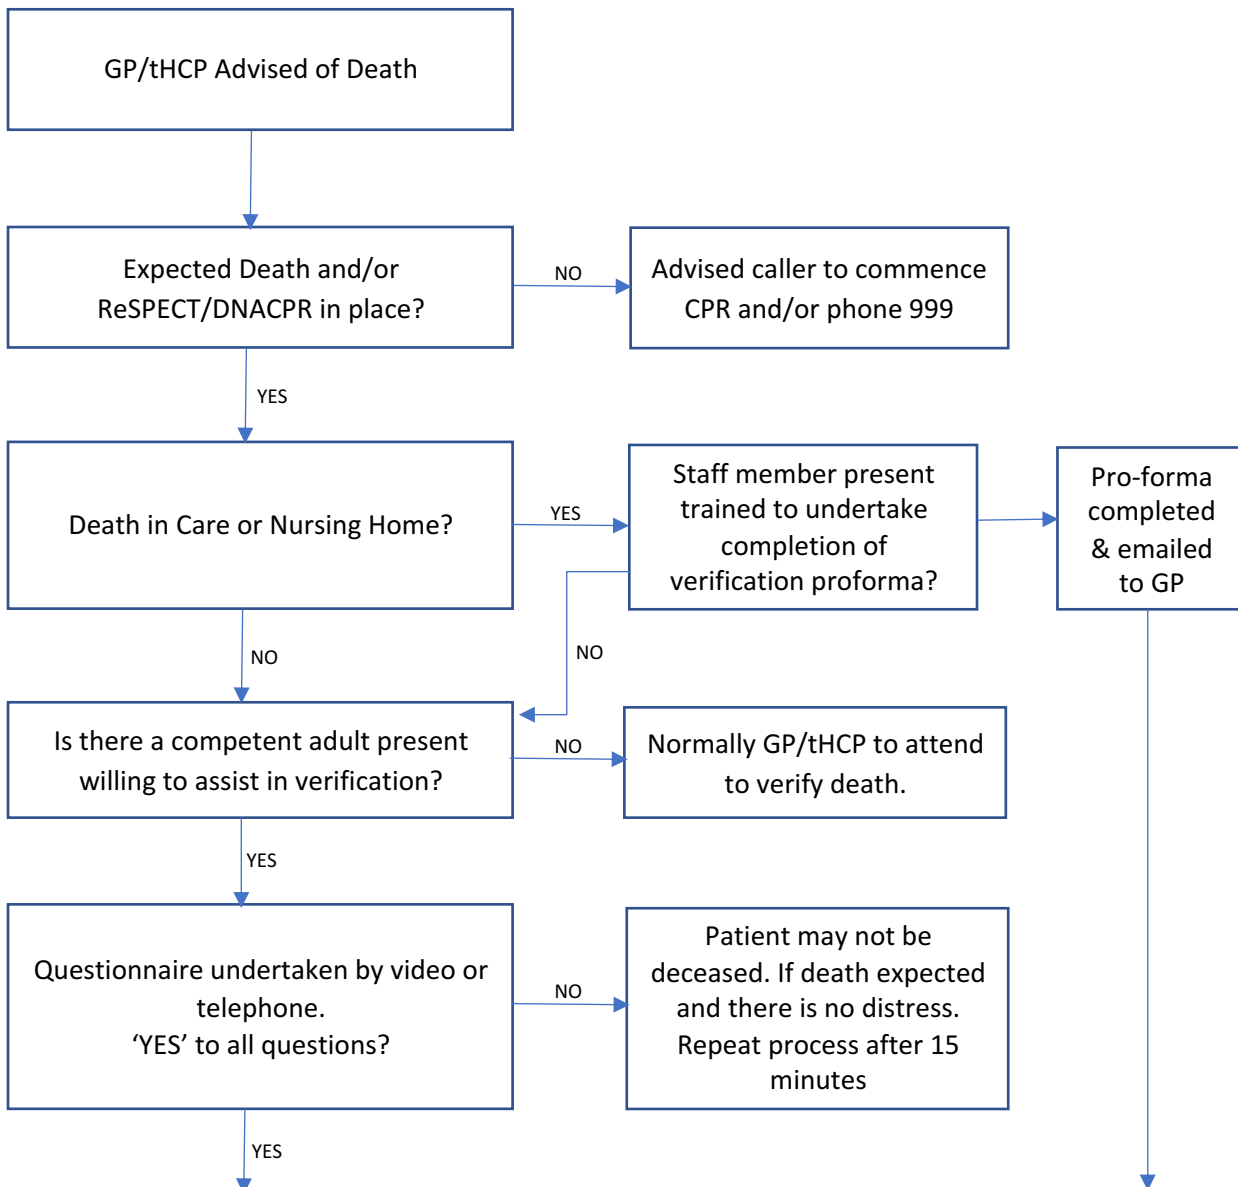 GP/tHCP Advised of Death
Expected Death and/or
ReSPECT/DNACPR in place?
NO
Advised caller to commence
CPR and/or phone 999
YES
Death in Care or Nursing Home?
YES
Staff member present
trained to undertake
completion of
verification proforma?
Pro-forma
completed
& emailed
to GP
NO
NO
Is there a competent adult present
willing to assist in verification?
NO
Normally GP/tHCP to attend
to verify death.
YES
Questionnaire undertaken by video or
telephone.
‘YES’ to all questions?
NO
Patient may not be
deceased. If death expected
and there is no distress.
Repeat process after 15
minutes
YES